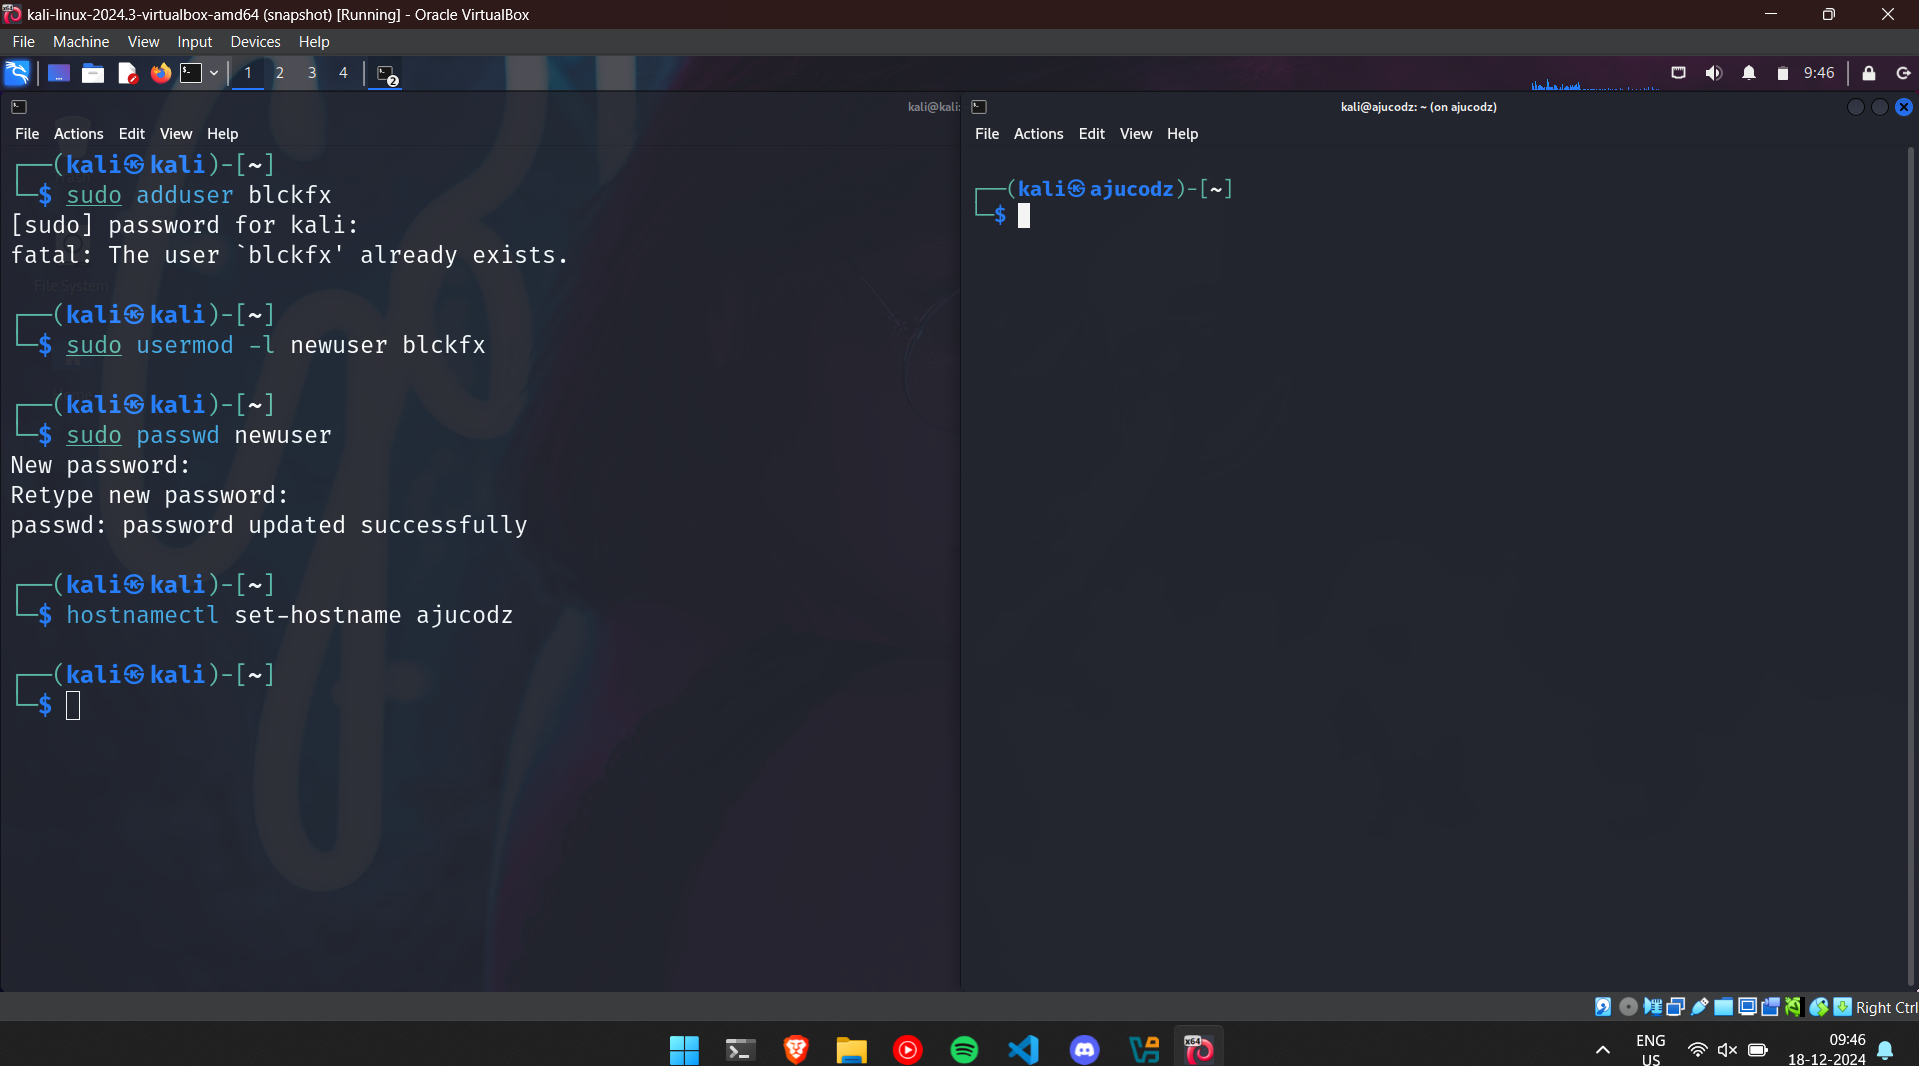 kali-linux-2024.3-virtualbox-amd64 (snapshot) [Running] - Oracle VirtualBox
File Machine View Input Devices Help
1 2 3 4 2 9:46
kali@kali:
File Actions Edit View Help
┌──(kali㉿kali)-[~]
└─$ sudo adduser blckfx
[sudo] password for kali:
fatal: The user `blckfx' already exists.
File System
┌──(kali㉿kali)-[~]
└─$ sudo usermod -l newuser blckfx
┌──(kali㉿kali)-[~]
└─$ sudo passwd newuser
New password:
Retype new password:
passwd: password updated successfully
┌──(kali㉿kali)-[~]
└─$ hostnamectl set-hostname ajucodz
┌──(kali㉿kali)-[~]
└─$
kali@ajucodz: ~ (on ajucodz)
File Actions Edit View Help
┌──(kali㉿ajucodz)-[~]
└─$
Right Ctrl
x64
ENG
US
09:46
18-12-2024